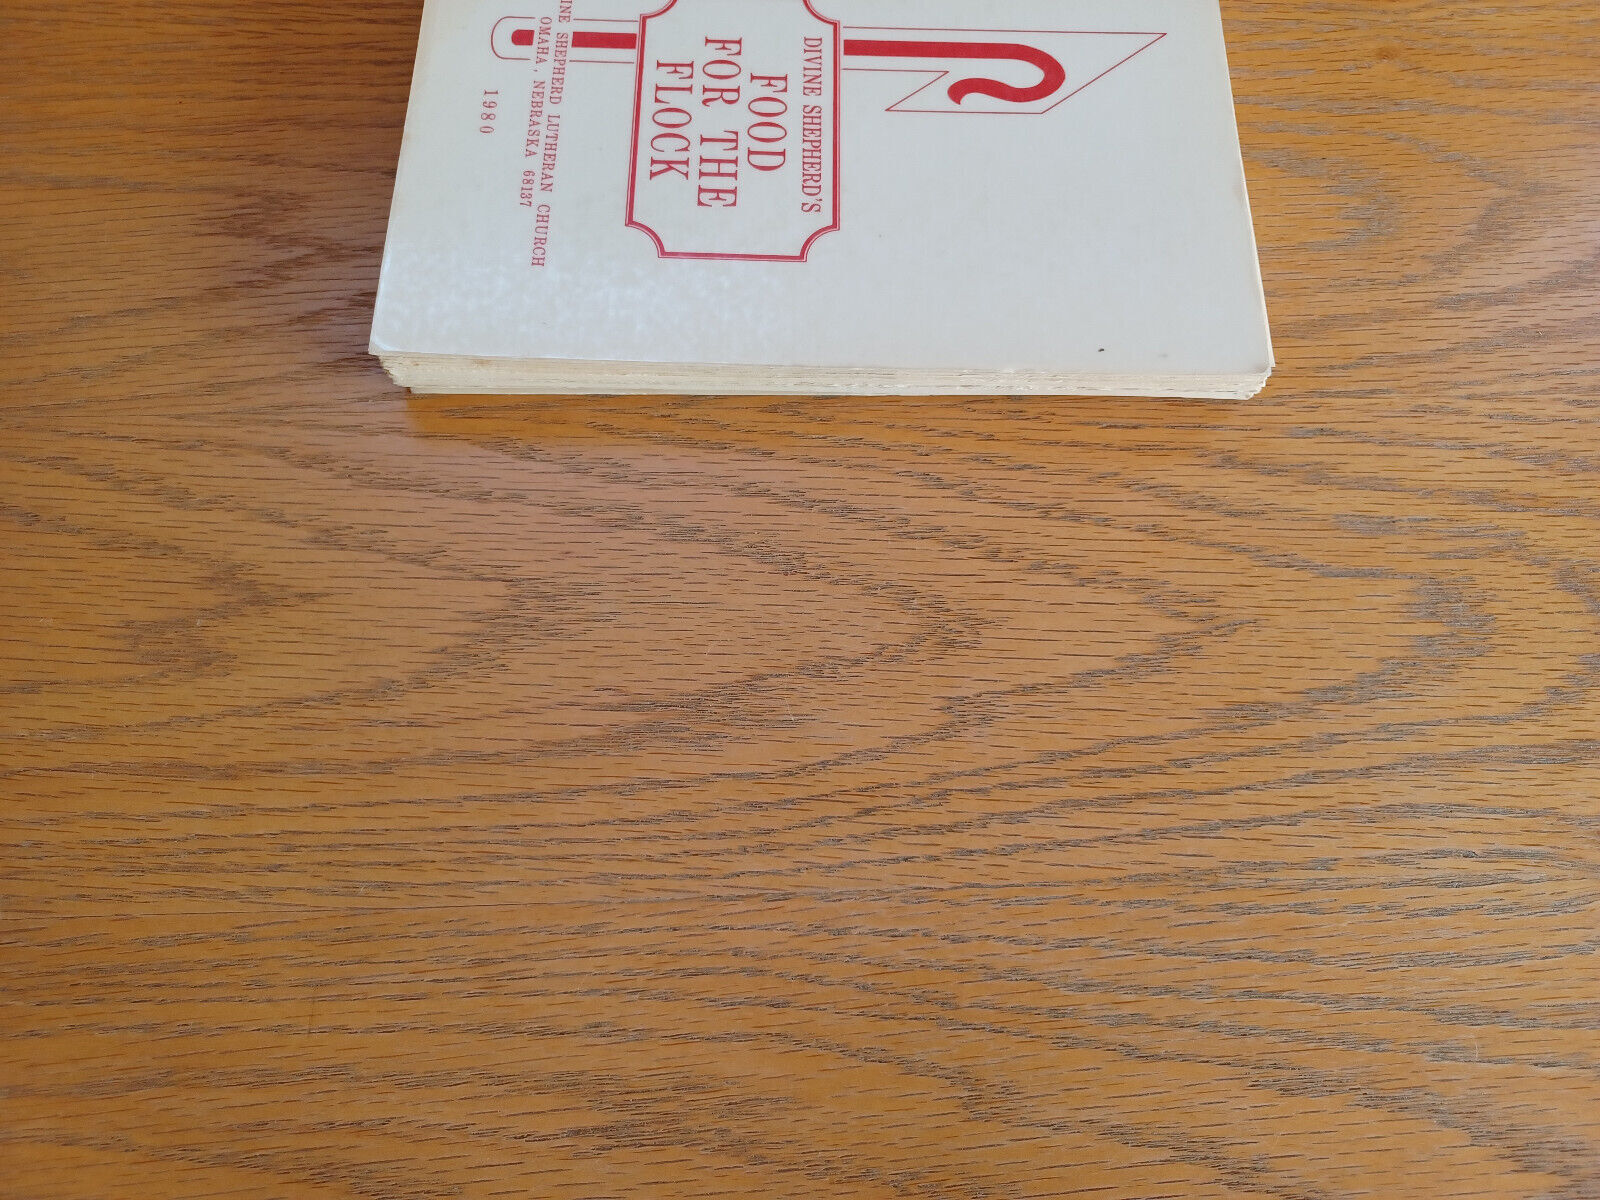 DIVINE SHEPHERD'S
FOOD
FOR THE
FLOCK
SHEPHERD LUTHERAN CHURCH
OMAHA, NEBRASKA 68137
1980